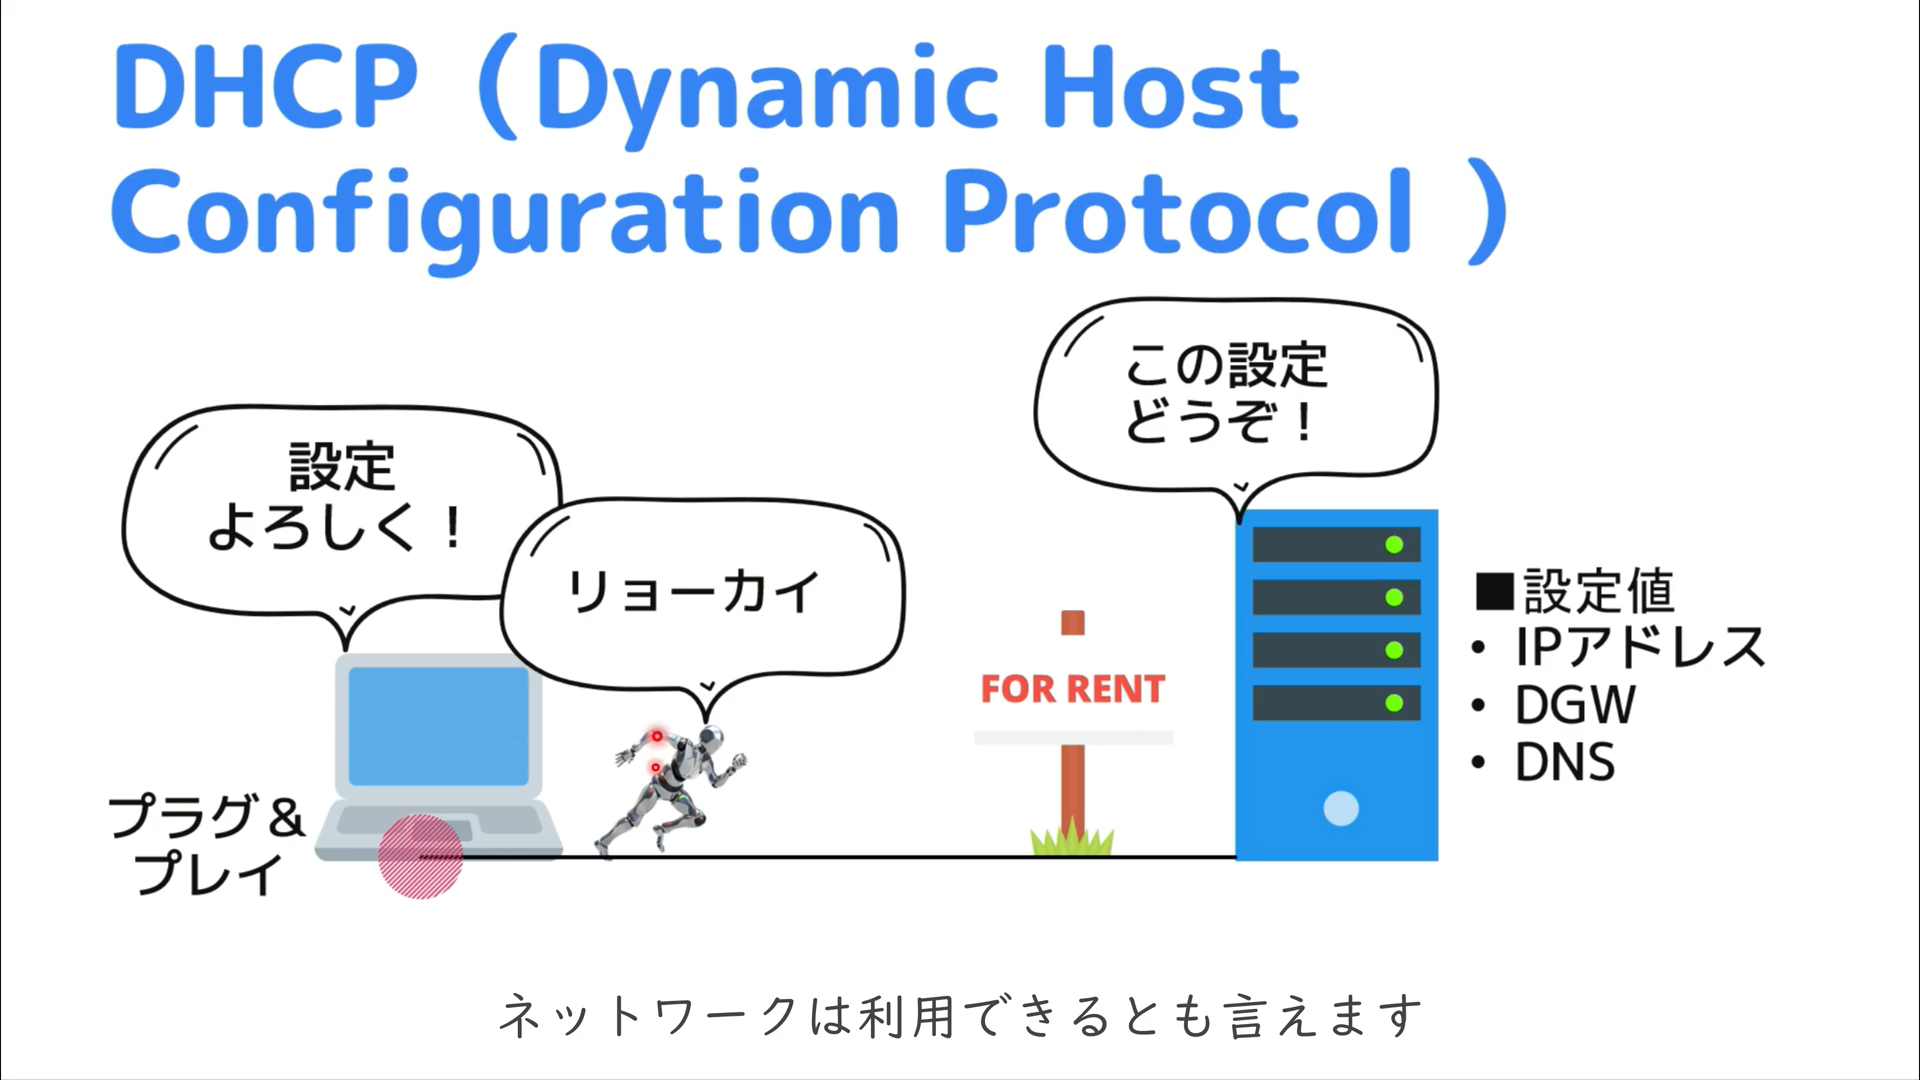 DHCP（Dynamic Host
Configuration Protocol ）
この設定
どうぞ！
設定
よろしく！
リョーカイ
FOR RENT
■設定値
• IPアドレス
• DGW
• DNS
プラグ＆
プレイ
ネットワークは利用できるとも言えます